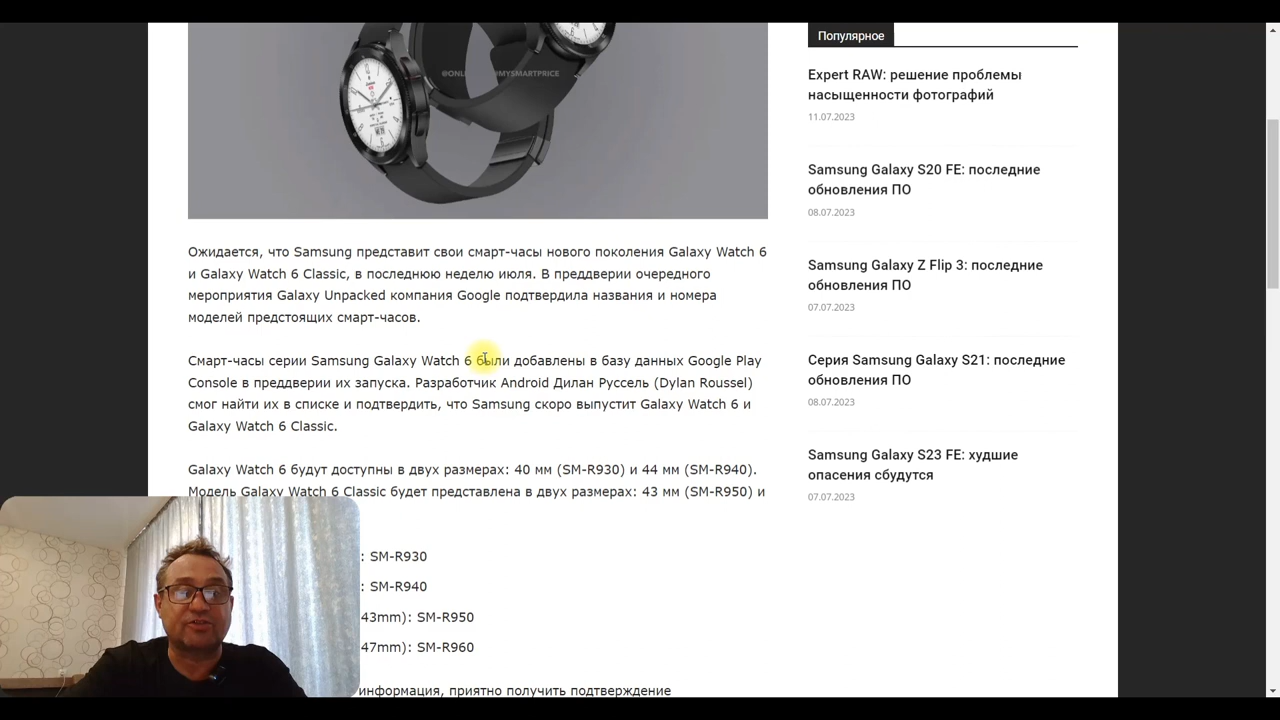 @ONL
OMYSMARTPRICE
Ожидается, что Samsung представит свои смарт-часы нового поколения Galaxy Watch 6
и Galaxy Watch 6 Classic, в последнюю неделю июля. В преддверии очередного
мероприятия Galaxy Unpacked компания Google подтвердила названия и номера
моделей предстоящих смарт-часов.
Смарт-часы серии Samsung Galaxy Watch 6 были добавлены в базу данных Google Play
Console в преддверии их запуска. Разработчик Android Дилан Руссель (Dylan Roussel)
смог найти их в списке и подтвердить, что Samsung скоро выпустит Galaxy Watch 6 и
Galaxy Watch 6 Classic.
Galaxy Watch 6 будут доступны в двух размерах: 40 мм (SM-R930) и 44 мм (SM-R940).
Модель Galaxy Watch 6 Classic будет представлена в двух размерах: 43 мм (SM-R950) и
: SM-R930
: SM-R940
43mm): SM-R950
47mm): SM-R960
информация, приятно получить подтверждение
Популярное
Expert RAW: решение проблемы
насыщенности фотографий
11.07.2023
Samsung Galaxy S20 FE: последние
обновления ПО
08.07.2023
Samsung Galaxy Z Flip 3: последние
обновления ПО
07.07.2023
Серия Samsung Galaxy S21: последние
обновления ПО
08.07.2023
Samsung Galaxy S23 FE: худшие
опасения сбудутся
07.07.2023